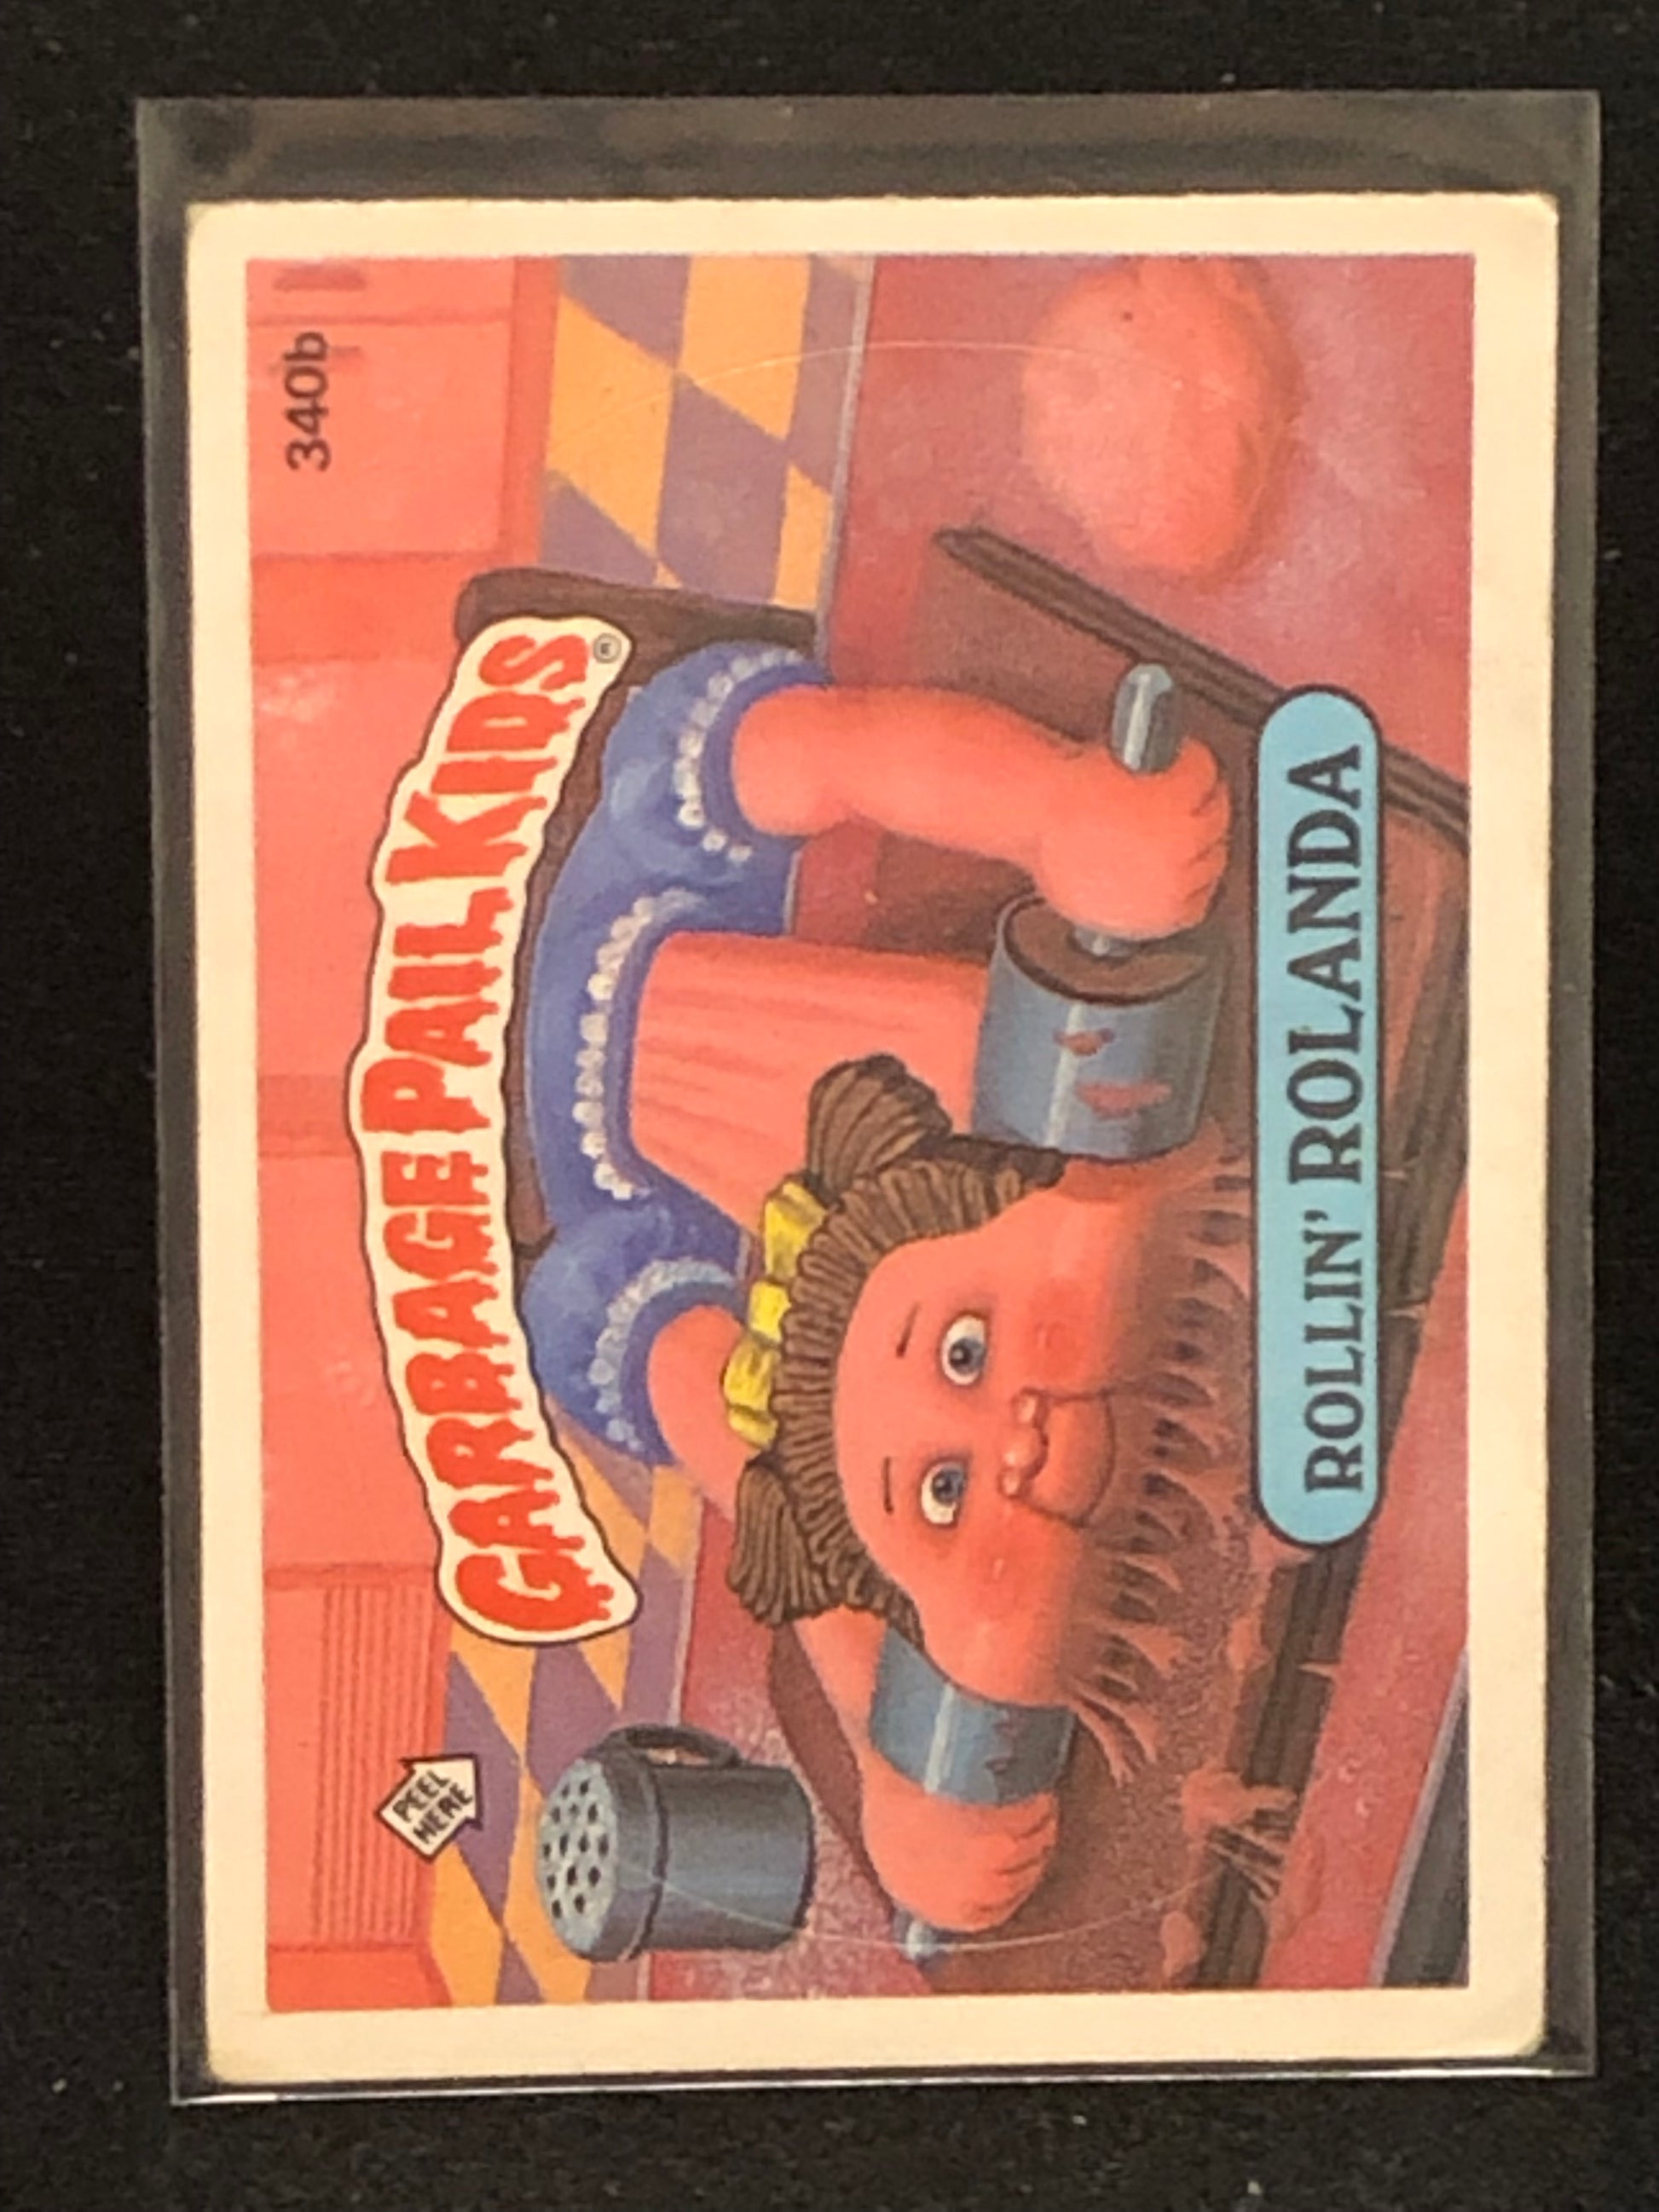 340b
GARBAGE PAIL KIDS®
PEEL
HERE
ROLLIN' ROLANDA